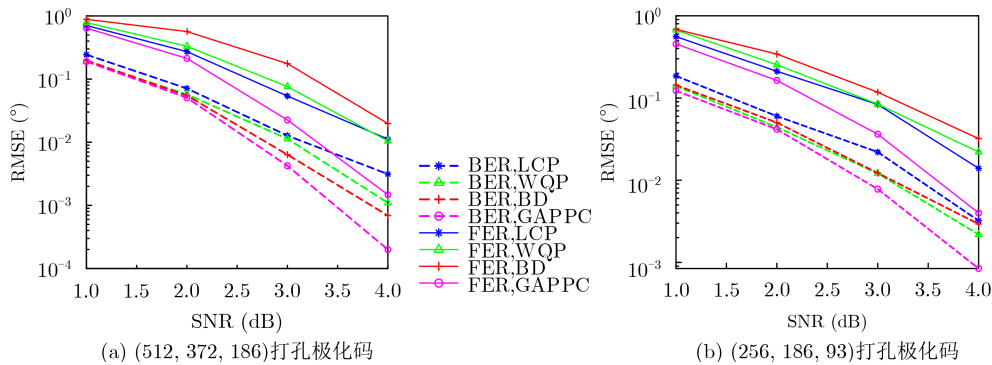 10⁰
10⁻¹
10⁻²
10⁻³
10⁻⁴
RMSE (°)
1.0 1.5 2.0 2.5 3.0 3.5 4.0
SNR (dB)
(a) (512, 372, 186)打孔极化码
BER,LCP
BER,WQP
BER,BD
BER,GAPPC
FER,LCP
FER,WQP
FER,BD
FER,GAPPC
10⁰
10⁻¹
10⁻²
10⁻³
RMSE (°)
1.0 1.5 2.0 2.5 3.0 3.5 4.0
SNR (dB)
(b) (256, 186, 93)打孔极化码